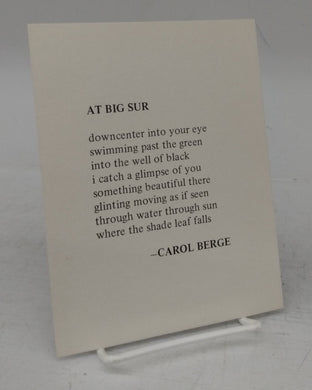 AT BIG SUR
downcenter into your eye
swimming past the green
into the well of black
i catch a glimpse of you
something beautiful there
glinting moving as if seen
through water through sun
where the shade leaf falls
–CAROL BERGE